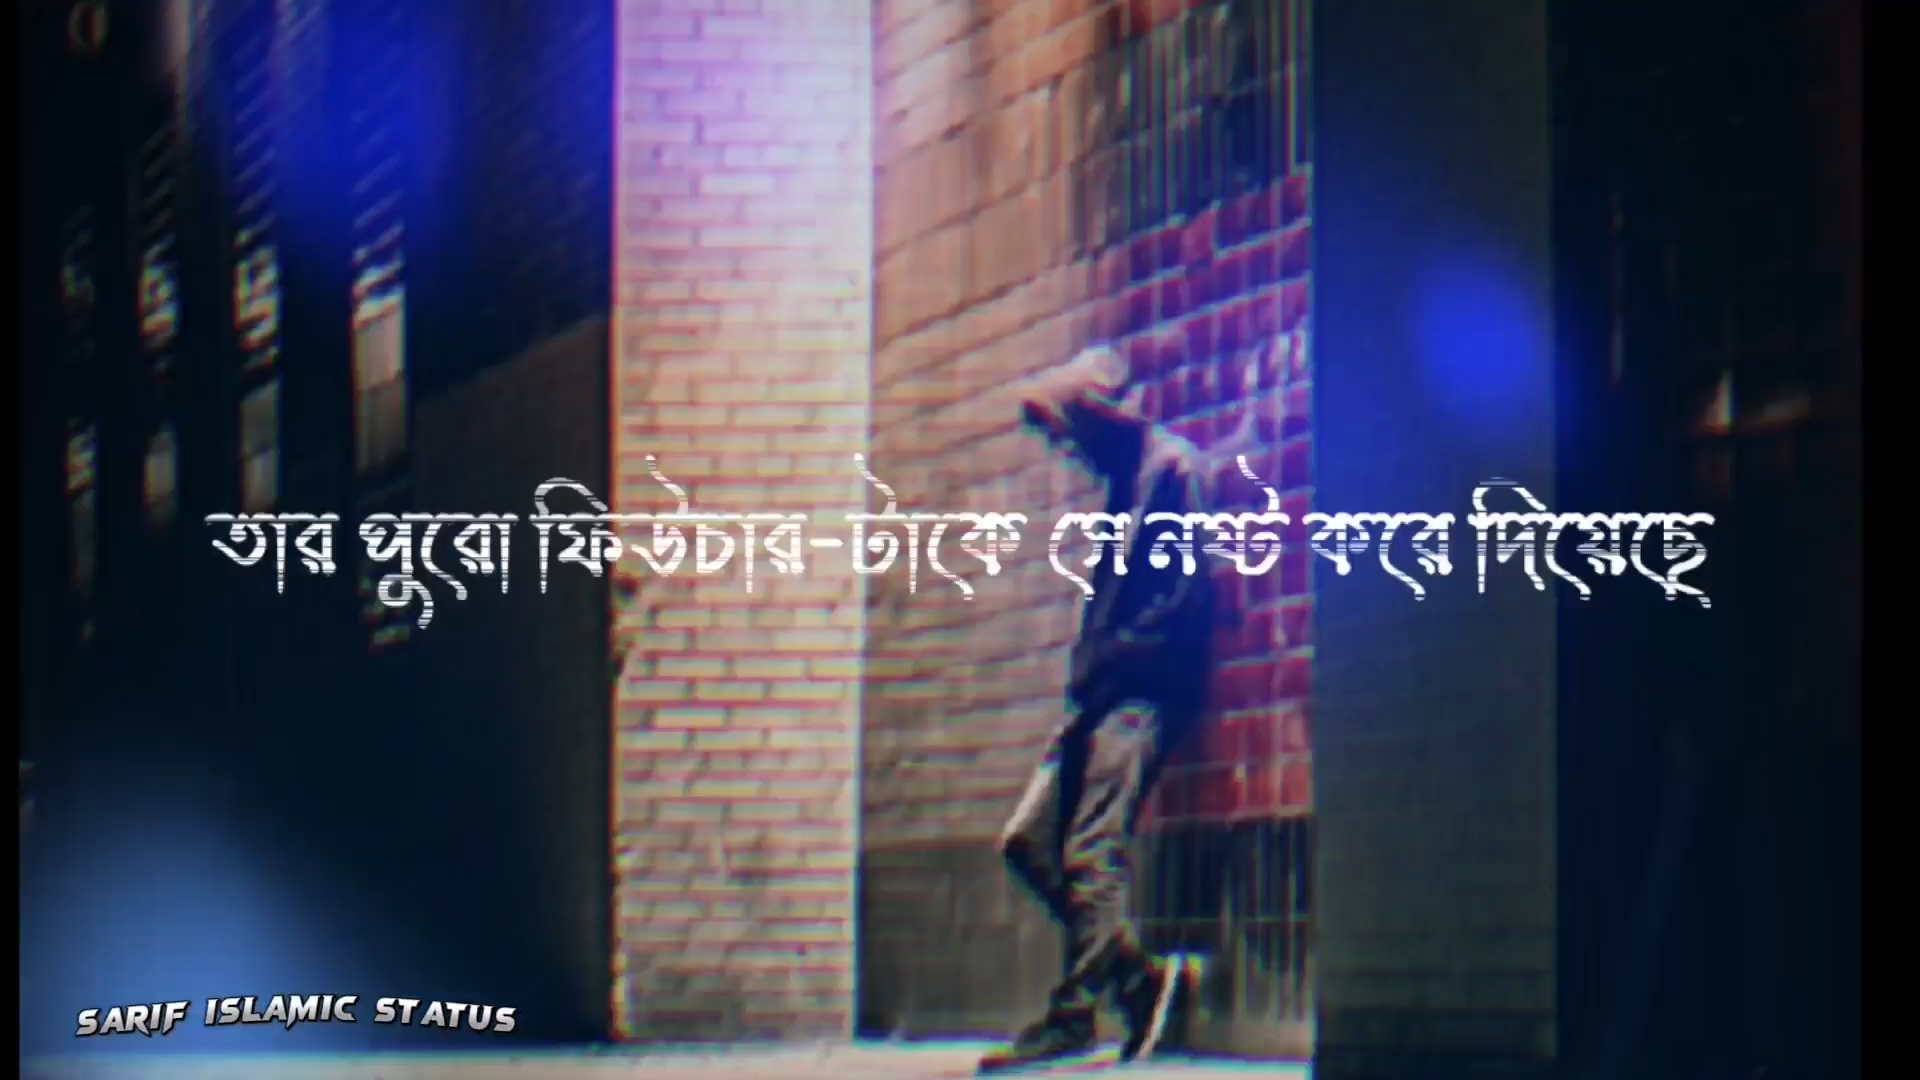 তার পুরো ফিউচার-টাকে সে নষ্ট করে দিয়েছে
SARIF ISLAMIC STATUS